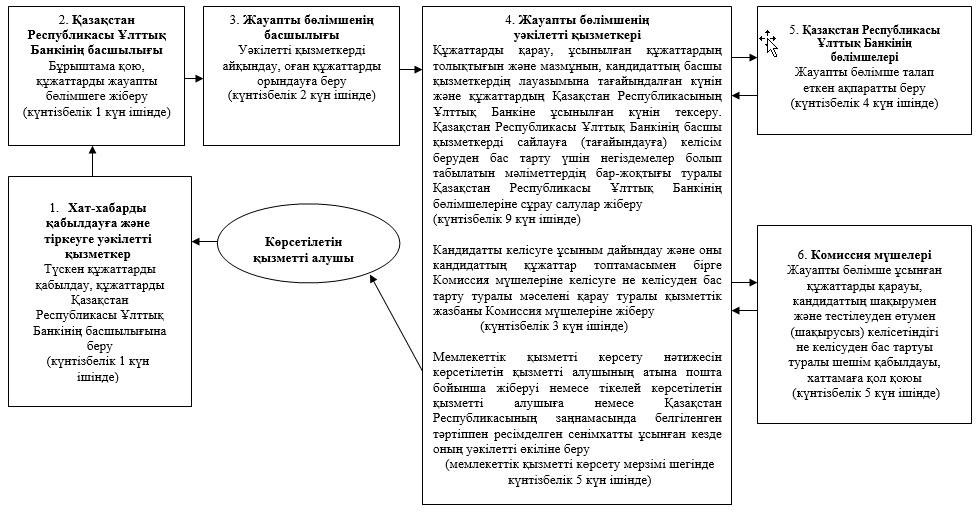 2. Қазақстан
Республикасы Ұлттық
Банкінің басшылығы
Бұрыштама қою,
құжаттарды жауапты
бөлімшеге жіберу
(күнтізбелік 1 күн ішінде)
3. Жауапты бөлімшенің
басшылығы
Уәкілетті қызметкерді
айқындау, оған құжаттарды
орындауға беру
(күнтізбелік 2 күн ішінде)
4. Жауапты бөлімшенің
уәкілетті қызметкері
Құжаттарды қарау, ұсынылған құжаттардың
толықтығын және мазмұнын, кандидаттың басшы
қызметкердің лауазымына тағайындалған күнін
және құжаттардың Қазақстан Республикасының
Ұлттық Банкіне ұсынылған күнін тексеру.
Қазақстан Республикасы Ұлттық Банкінің басшы
қызметкерді сайлауға (тағайындауға) келісім
беруден бас тарту үшін негіздемелер болып
табылатын мәліметтердің бар-жоқтығы туралы
Қазақстан Республикасы Ұлттық Банкінің
бөлімшелеріне сұрау салулар жіберу
(күнтізбелік 9 күн ішінде)
Кандидатты келісуге ұсыным дайындау және оны
кандидаттың құжаттар топтамасымен бірге
Комиссия мүшелеріне келісуге не келісуден бас
тарту туралы мәселені қарау туралы қызметтік
жазбаны Комиссия мүшелеріне жіберу
(күнтізбелік 3 күн ішінде)
Мемлекеттік қызметті көрсету нәтижесін
көрсетілетін қызметті алушының атына пошта
бойынша жіберуі немесе тікелей көрсетілетін
қызметті алушыға немесе Қазақстан
Республикасының заңнамасында белгіленген
тәртіппен ресімделген сенімхатты ұсынған кезде
оның уәкілетті өкіліне беру
(мемлекеттік қызметті көрсету мерзімі шегінде
күнтізбелік 5 күн ішінде)
5. Қазақстан Республикасы
Ұлттық Банкінің
бөлімшелері
Жауапты бөлімше талап
еткен ақпаратты беру
(күнтізбелік 4 күн ішінде)
1. Хат-хабарды
қабылдауға және
тіркеуге уәкілетті
қызметкер
Түскен құжаттарды
қабылдау, құжаттарды
Қазақстан
Республикасы Ұлттық
Банкінің басшылығына
беру
(күнтізбелік 1 күн
ішінде)
Көрсетілетін
қызметті алушы
6. Комиссия мүшелері
Жауапты бөлімше ұсынған
құжаттарды қарауы,
кандидаттың шақырумен
және тестілеуден өтумен
(шақырусыз) келісетіндігі
не келісуден бас тартуы
туралы шешім қабылдауы,
хаттамаға қол қоюы
(күнтізбелік 5 күн ішінде)